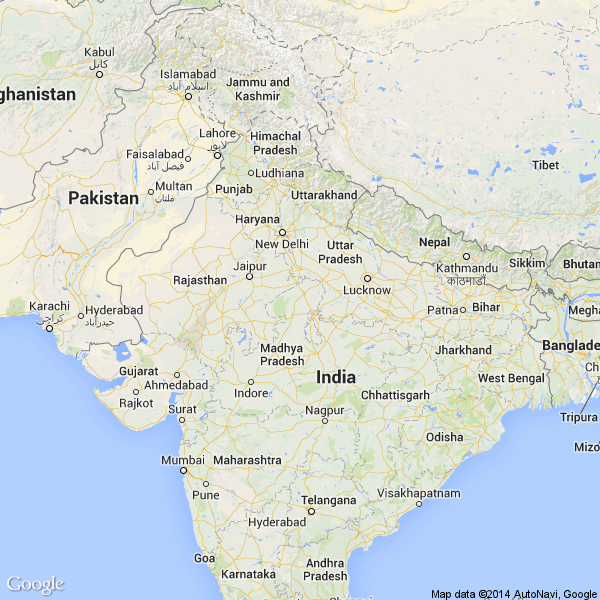 Kabul
کابل
Islamabad
اسلام آباد
Jammu and
Kashmir
ghanistan
Lahore
لاہور
Himachal
Pradesh
Faisalabad
فیصل آباد
Ludhiana
Tibet
Multan
ملتان
Punjab
Uttarakhand
Pakistan
Haryana
New Delhi
Uttar
Pradesh
Nepal
Kathmandu
काठमाडौं
Sikkim
Bhutan
Rajasthan
Jaipur
Lucknow
Karachi
کراچی
Hyderabad
حیدرآباد
Patna
Bihar
Megha
Madhya
Pradesh
Jharkhand
Banglade
Gujarat
Ahmedabad
India
West Bengal
Ch
Rajkot
Indore
Chhattisgarh
Surat
Nagpur
Tripura
Odisha
Mizo
Mumbai
Maharashtra
Pune
Visakhapatnam
Telangana
Hyderabad
Goa
Andhra
Pradesh
Karnataka
Google
Map data ©2014 AutoNavi, Google